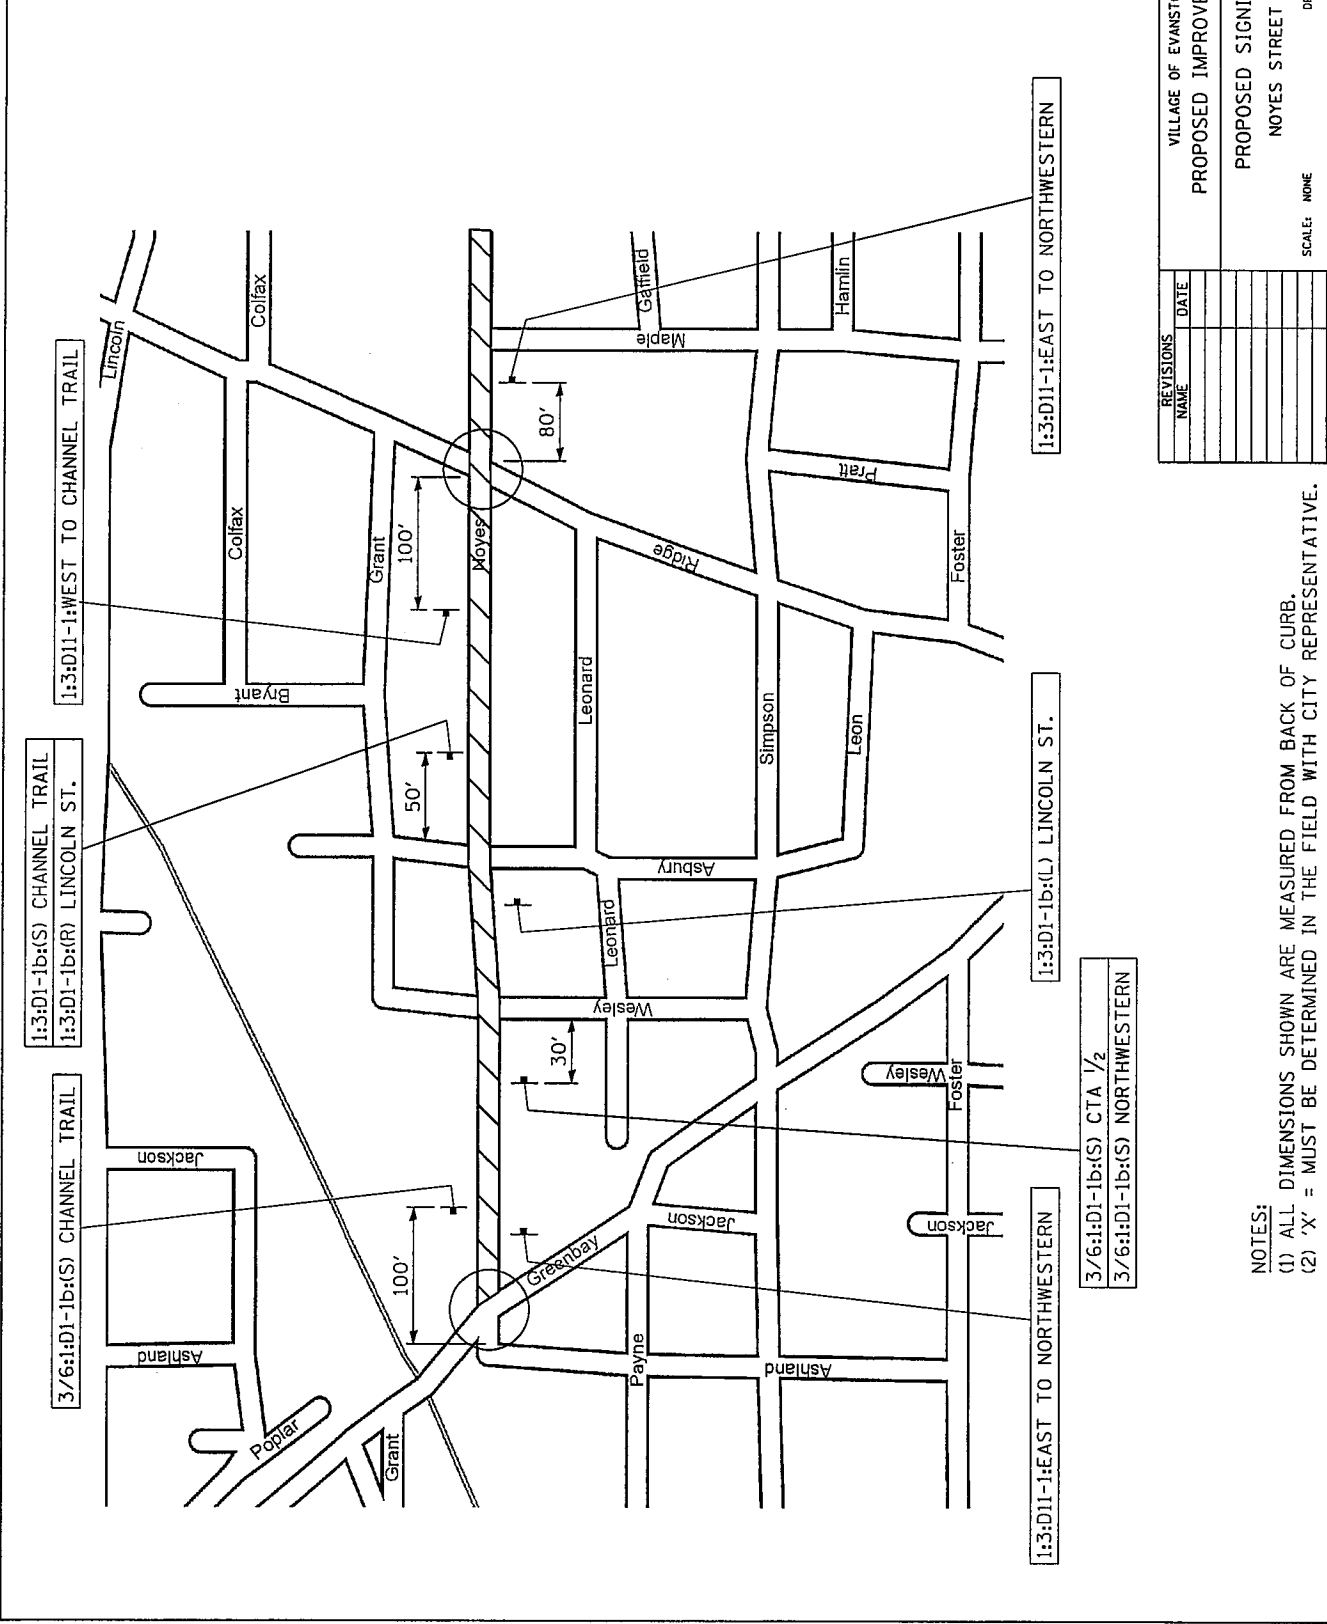 3/6:1:D1-1b:(S) CHANNEL TRAIL
1:3:D1-1b:(S) CHANNEL TRAIL
1:3:D1-1b:(R) LINCOLN ST.
1:3:D11-1:WEST TO CHANNEL TRAIL
Lincoln
Colfax
Colfax
Bryant
Grant
Jackson
Ashland
Poplar
Grant
100'
50'
100'
Noyes
80'
30'
Greenbay
Wesley
Leonard
Leonard
Asbury
Ridge
Maple
Gaffield
Hamlin
Simpson
Pratt
Leon
Foster
Payne
Jackson
Ashland
Wesley
Foster
Jackson
1:3:D11-1:EAST TO NORTHWESTERN
3/6:1:D1-1b:(S) CTA 1/2
3/6:1:D1-1b:(S) NORTHWESTERN
1:3:D1-1b:(L) LINCOLN ST.
1:3:D11-1:EAST TO NORTHWESTERN
NOTES:
(1) ALL DIMENSIONS SHOWN ARE MEASURED FROM BACK OF CURB.
(2) 'X' = MUST BE DETERMINED IN THE FIELD WITH CITY REPRESENTATIVE.
REVISIONS
NAME DATE
VILLAGE OF EVANST
PROPOSED IMPROVE
PROPOSED SIGNI
NOYES STREET
SCALE: NONE